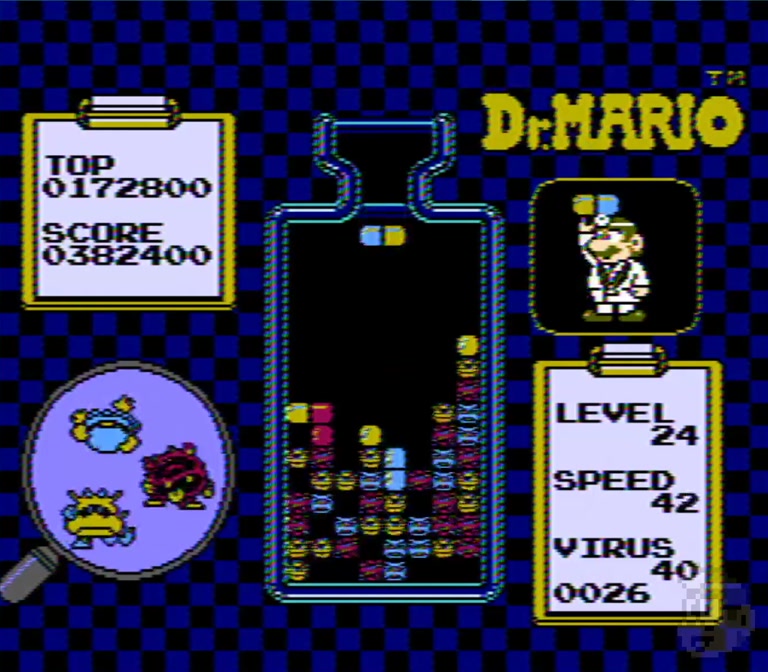 TM
Dr. MARIO
TOP
0172800
SCORE
0382400
LEVEL
24
SPEED
42
VIRUS
40
0026